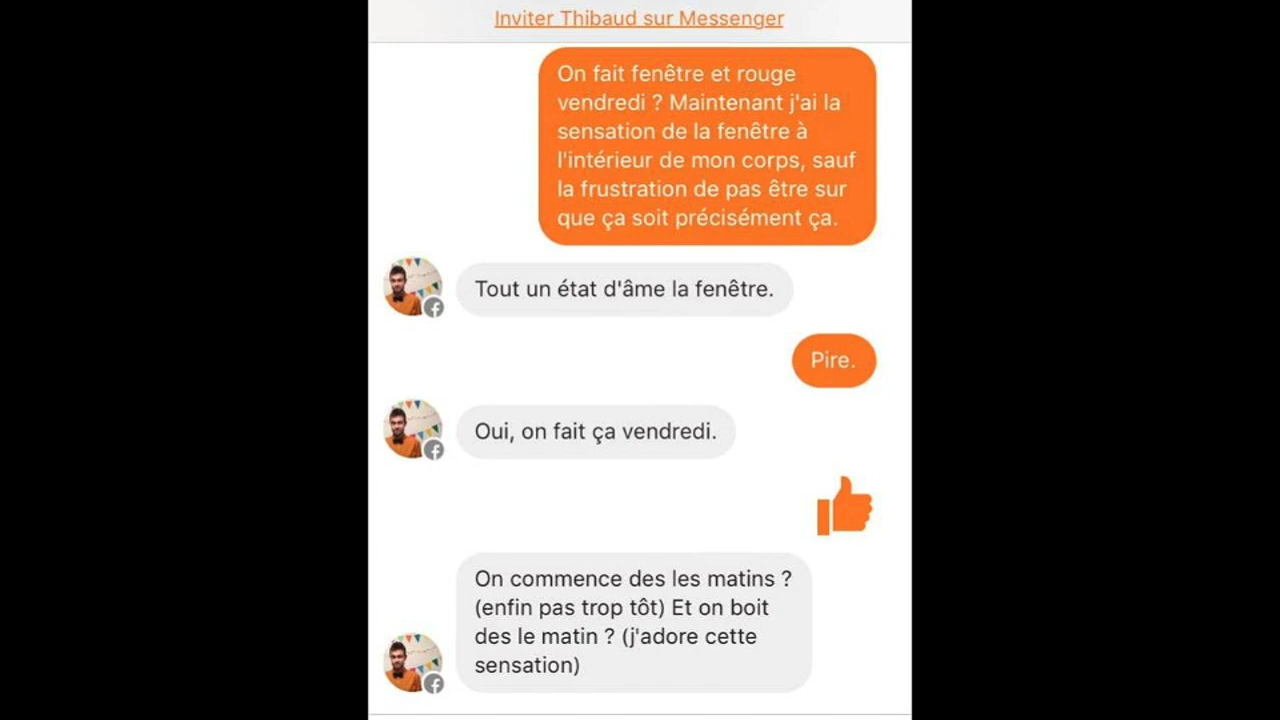 Inviter Thibaud sur Messenger
On fait fenêtre et rouge
vendredi ? Maintenant j'ai la
sensation de la fenêtre à
l'intérieur de mon corps, sauf
la frustration de pas être sur
que ça soit précisément ça.
Tout un état d'âme la fenêtre.
Pire.
Oui, on fait ça vendredi.
On commence des les matins ?
(enfin pas trop tôt) Et on boit
des le matin ? (j'adore cette
sensation)